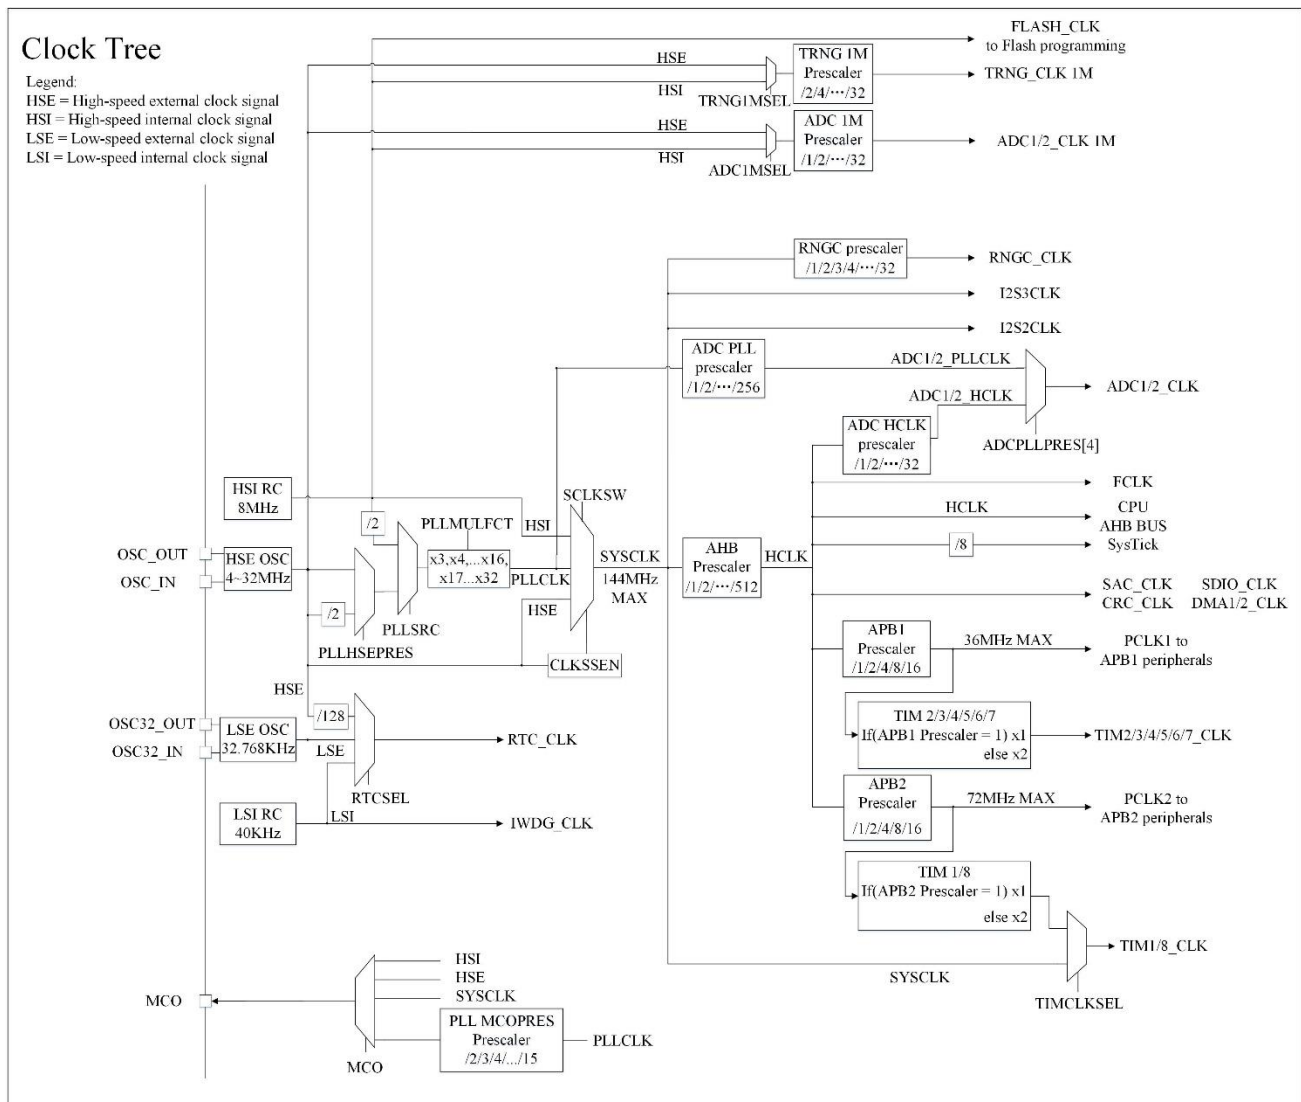 Clock Tree
Legend:
HSE = High-speed external clock signal
HSI = High-speed internal clock signal
LSE = Low-speed external clock signal
LSI = Low-speed internal clock signal
FLASH_CLK
to Flash programming
HSE
HSI
TRNG1MSEL
TRNG 1M
Prescaler
/2/4/···/32
TRNG_CLK 1M
HSE
HSI
ADC1MSEL
ADC 1M
Prescaler
/1/2/···/32
ADC1/2_CLK 1M
RNGC prescaler
/1/2/3/4/···/32
RNGC_CLK
I2S3CLK
I2S2CLK
ADC PLL
prescaler
/1/2/···/256
ADC1/2_PLLCLK
ADC1/2_HCLK
ADC1/2_CLK
ADCPLLPRES[4]
ADC HCLK
prescaler
/1/2/···/32
HSI RC
8MHz
OSC_OUT
OSC_IN
HSE OSC
4~32MHz
/2
/2
PLLHSEPRES
PLLSRC
PLLMULFCT
x3,x4,...x16,
x17...x32
PLLCLK
HSI
HSE
SCLKSW
CLKSSEN
SYSCLK
144MHz
MAX
AHB
Prescaler
/1/2/···/512
HCLK
FCLK
HCLK
CPU
AHB BUS
/8
SysTick
SAC_CLK SDIO_CLK
CRC_CLK DMA1/2_CLK
APB1
Prescaler
/1/2/4/8/16
36MHz MAX
PCLK1 to
APB1 peripherals
TIM 2/3/4/5/6/7
If(APB1 Prescaler = 1) x1
else x2
TIM2/3/4/5/6/7_CLK
APB2
Prescaler
/1/2/4/8/16
72MHz MAX
PCLK2 to
APB2 peripherals
TIM 1/8
If(APB2 Prescaler = 1) x1
else x2
SYSCLK
TIM1/8_CLK
TIMCLKSEL
HSE
/128
OSC32_OUT
OSC32_IN
LSE OSC
32.768KHz
LSE
RTC_CLK
RTCSEL
LSI RC
40KHz
LSI
IWDG_CLK
MCO
HSI
HSE
SYSCLK
PLL MCOPRES
Prescaler
/2/3/4/.../15
PLLCLK
MCO